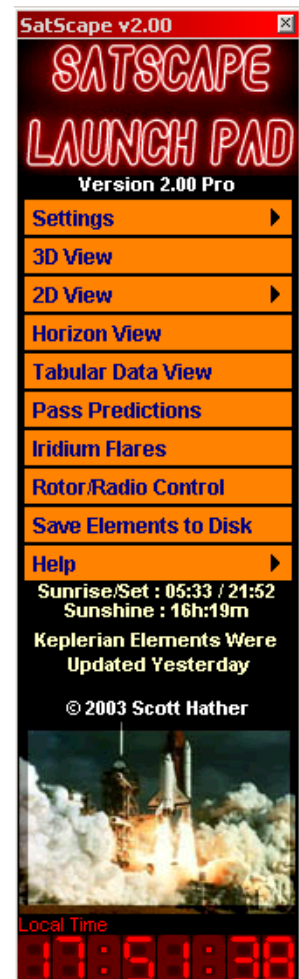 SatScape v2.00
SATSCAPE
LAUNCH PAD
Version 2.00 Pro
Settings
3D View
2D View
Horizon View
Tabular Data View
Pass Predictions
Iridium Flares
Rotor/Radio Control
Save Elements to Disk
Help
Sunrise/Set : 05:33 / 21:52
Sunshine : 16h:19m
Keplerian Elements Were
Updated Yesterday
© 2003 Scott Hather
Local Time
17:51:38